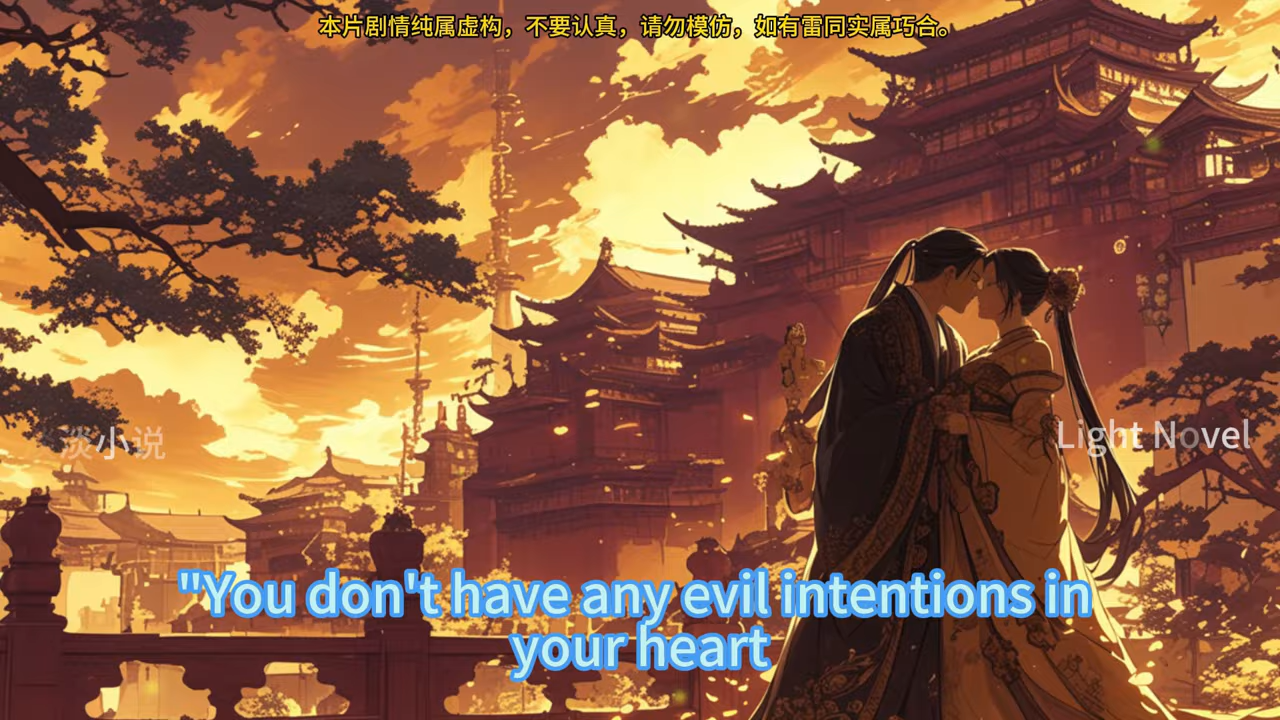 本片剧情纯属虚构，不要认真，请勿模仿，如有雷同实属巧合。
淡小说
Light Novel
"You don't have any evil intentions in
your heart